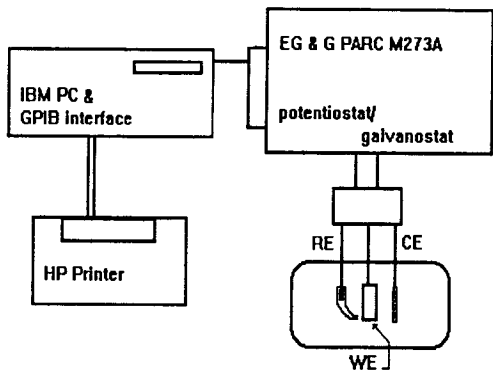 EG & G PARC M273A
IBM PC &
GPIB interface
potentiostat/
galvanostat
RE
CE
HP Printer
WE